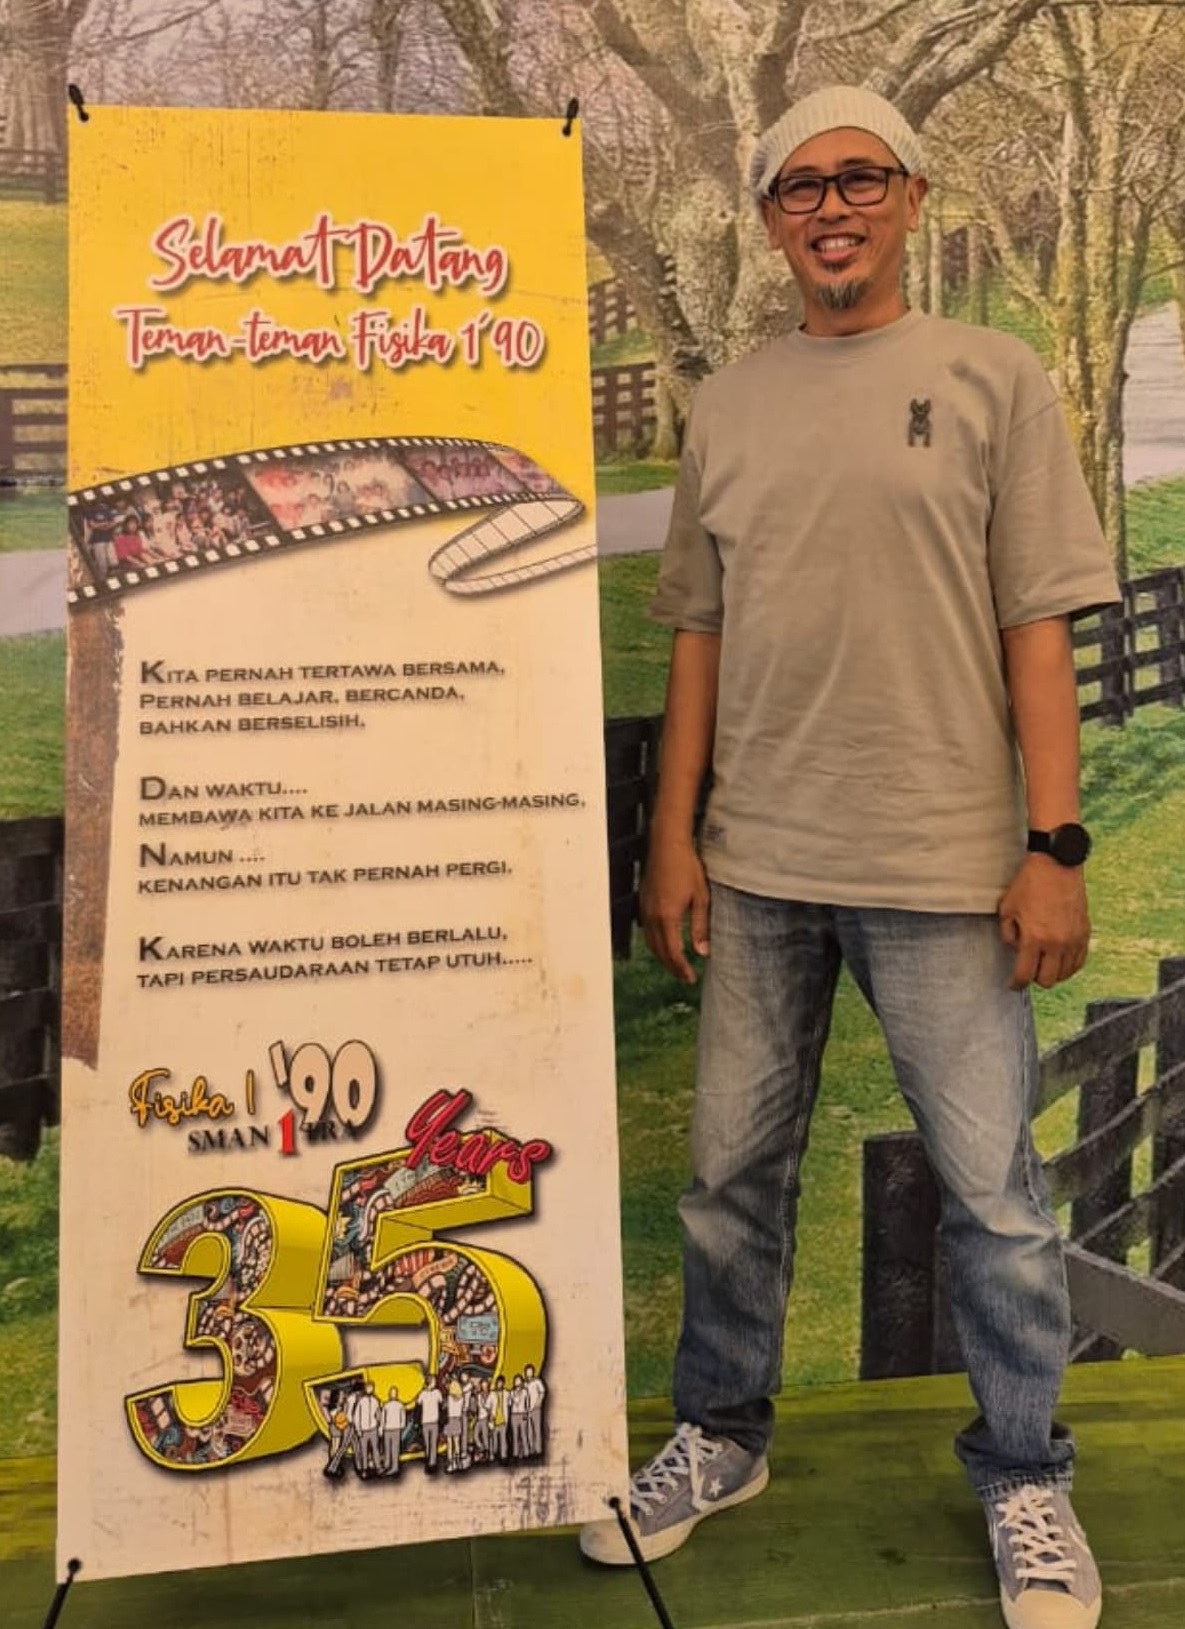 Selamat Datang
Teman-teman Fisika 1'90
KITA PERNAH TERTAWA BERSAMA,
PERNAH BELAJAR, BERCANDA,
BAHKAN BERSELISIH.
DAN WAKTU....
MEMBAWA KITA KE JALAN MASING-MASING,
NAMUN ....
KENANGAN ITU TAK PERNAH PERGI.
KARENA WAKTU BOLEH BERLALU,
TAPI PERSAUDARAAN TETAP UTUH.....
Fisika 1 '90
SMAN 1 TRA
35 Years